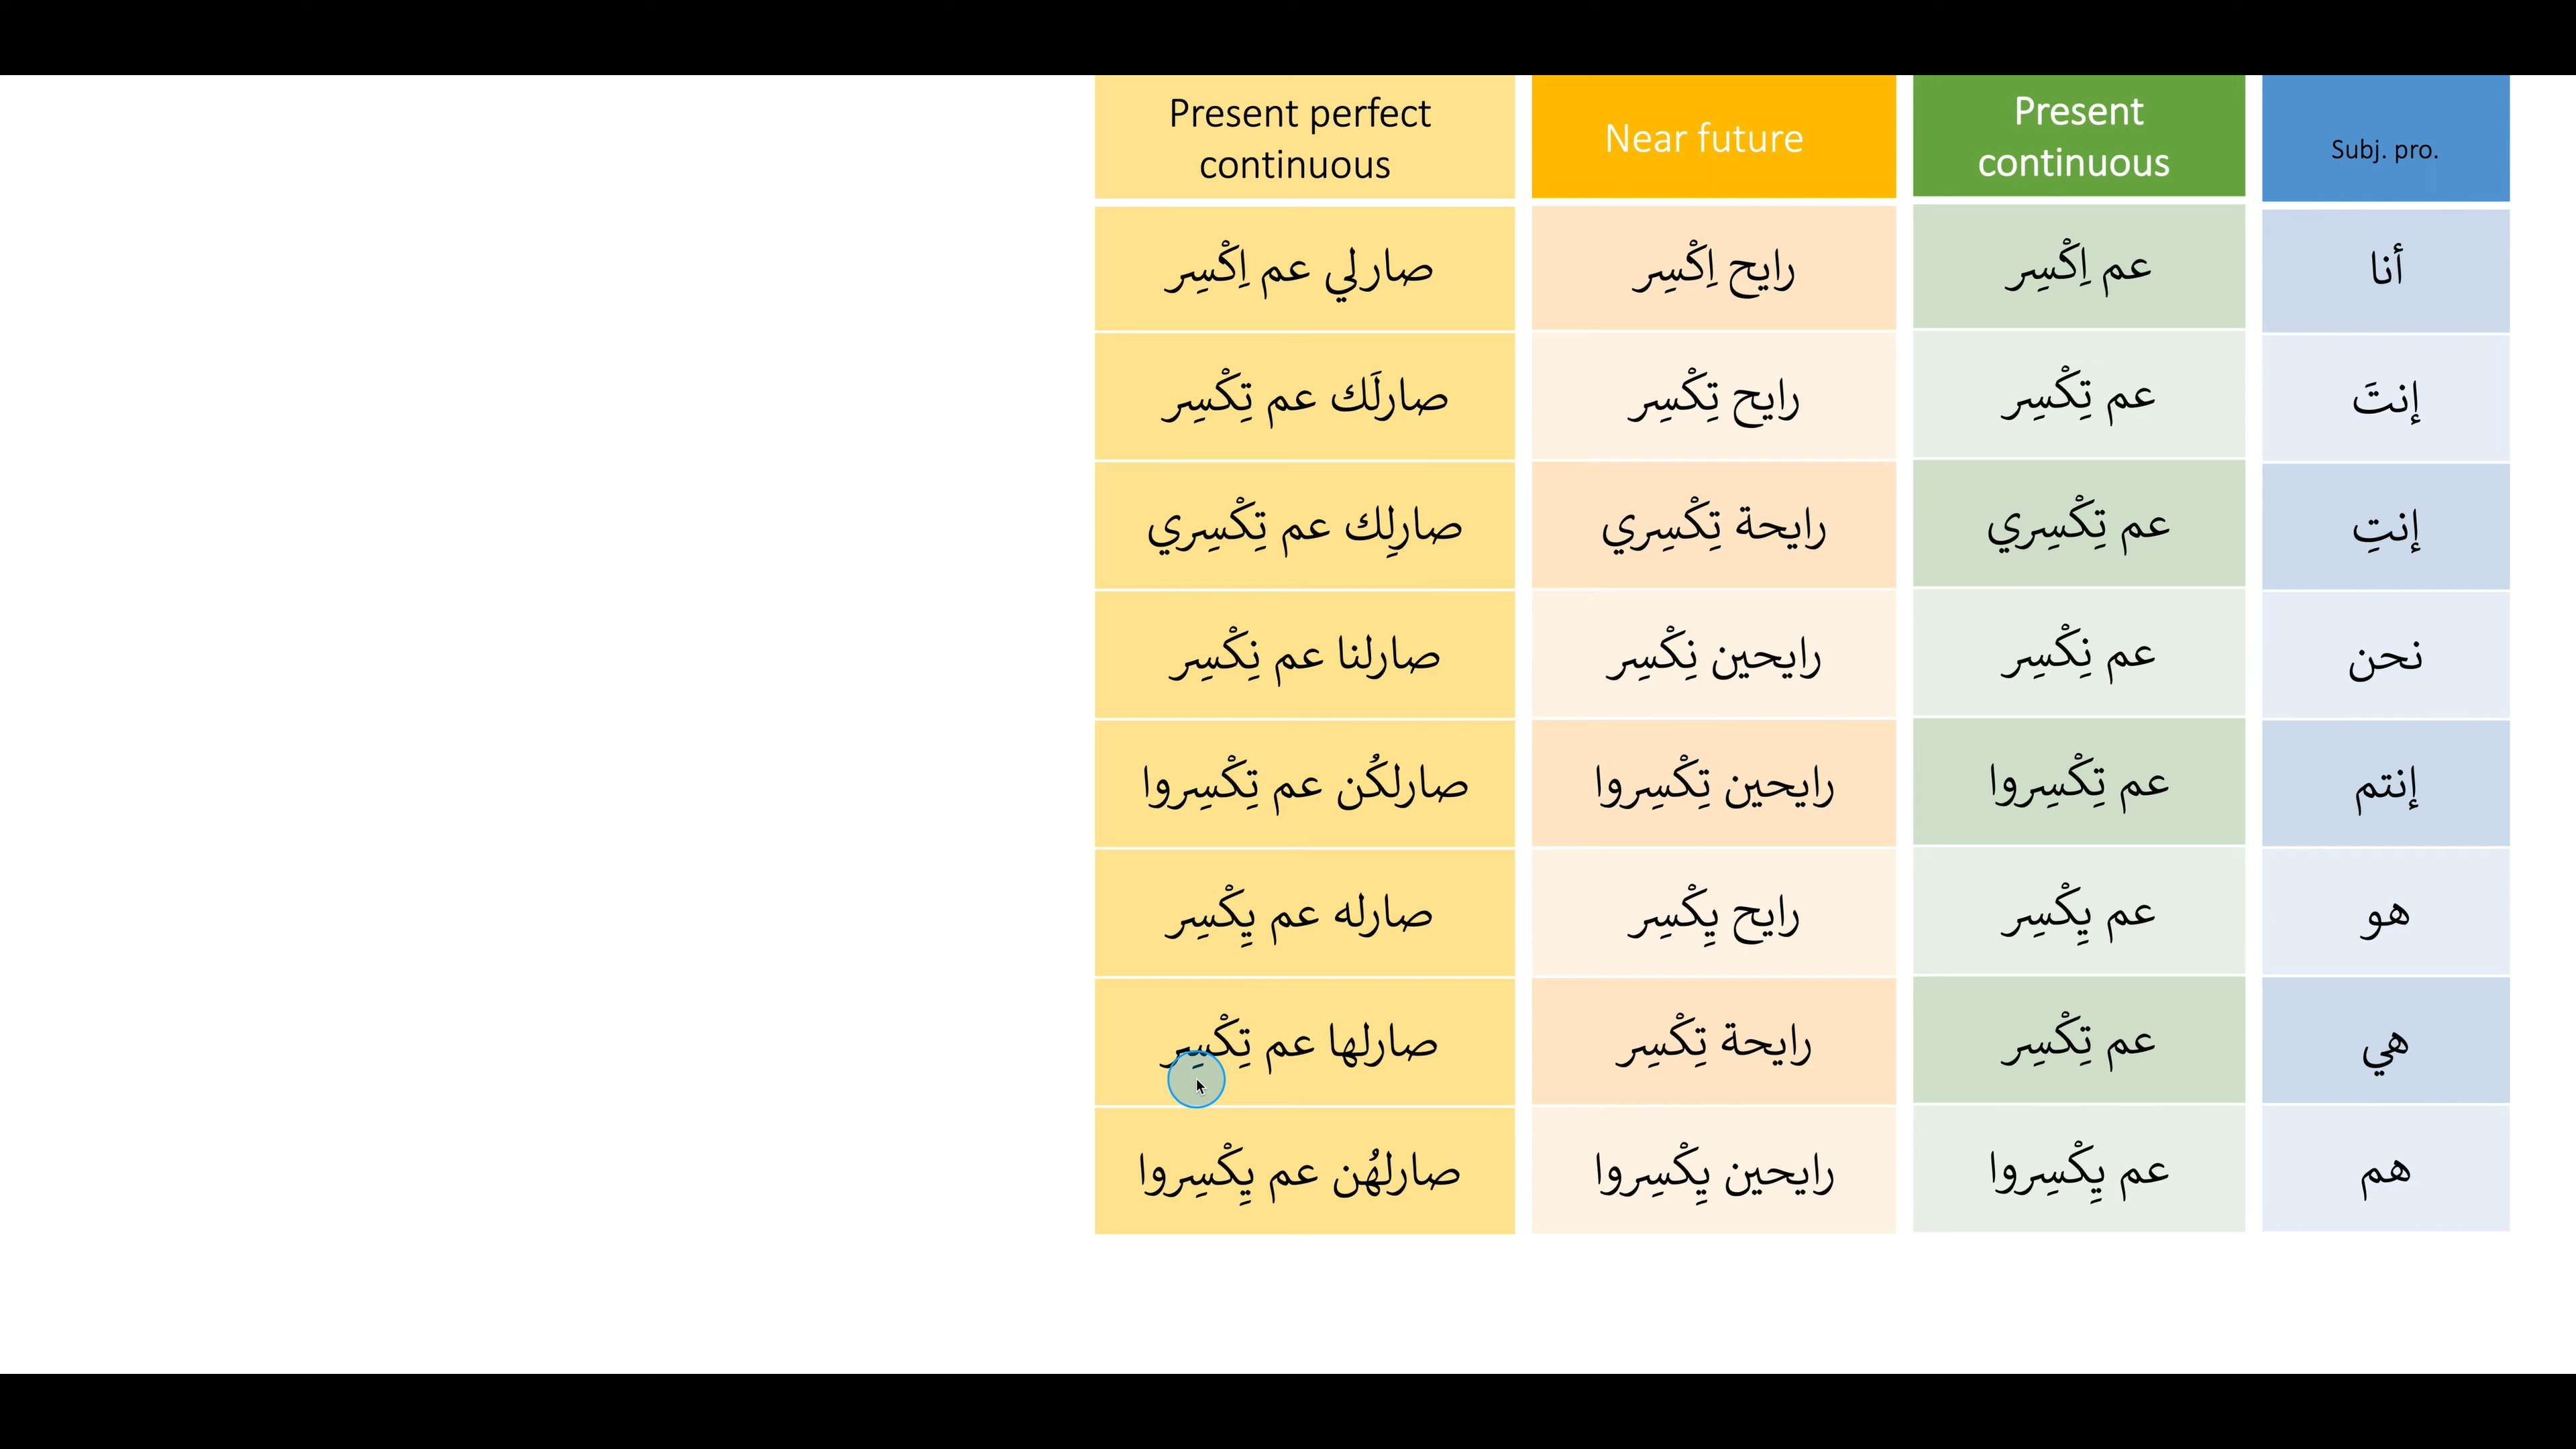 Subj. pro.
Present
continuous
Near future
Present perfect
continuous
أنا
عم اِكْسِر
رايح اِكْسِر
صارلي عم اِكْسِر
إنتَ
عم تِكْسِر
رايح تِكْسِر
صارلَك عم تِكْسِر
إنتِ
عم تِكْسِري
رايحة تِكْسِري
صارلِك عم تِكْسِري
نحن
عم نِكْسِر
رايحين نِكْسِر
صارلنا عم نِكْسِر
إنتم
عم تِكْسِروا
رايحين تِكْسِروا
صارلكُن عم تِكْسِروا
هو
عم يِكْسِر
رايح يِكْسِر
صارله عم يِكْسِر
هي
عم تِكْسِر
رايحة تِكْسِر
صارلها عم تِكْسِر
هم
عم يِكْسِروا
رايحين يِكْسِروا
صارلهُن عم يِكْسِروا